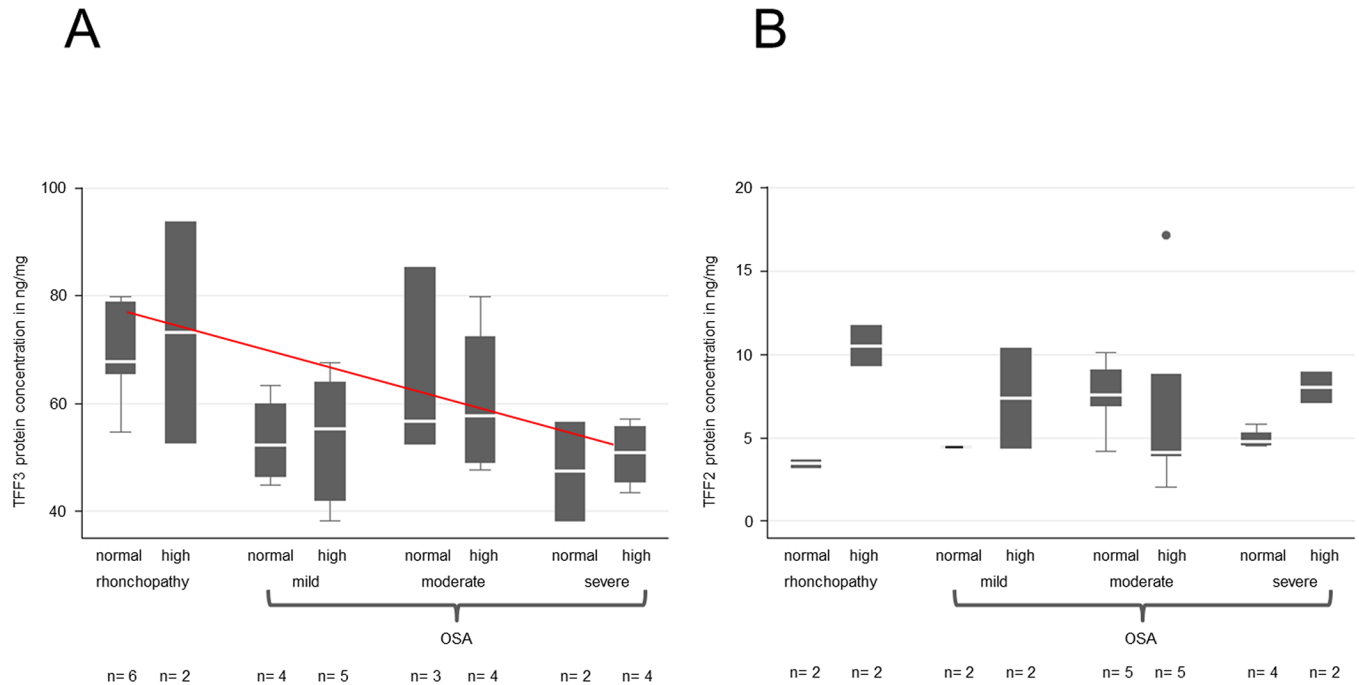 A
B
TFF3 protein concentration in ng/mg
100
80
60
40
normal high normal high normal high normal high
rhonchopathy mild moderate severe
OSA
n= 6 n= 2 n= 4 n= 5 n= 3 n= 4 n= 2 n= 4
TFF2 protein concentration in ng/mg
20
15
10
5
0
normal high normal high normal high normal high
rhonchopathy mild moderate severe
OSA
n= 2 n= 2 n= 2 n= 2 n= 5 n= 5 n= 4 n= 2